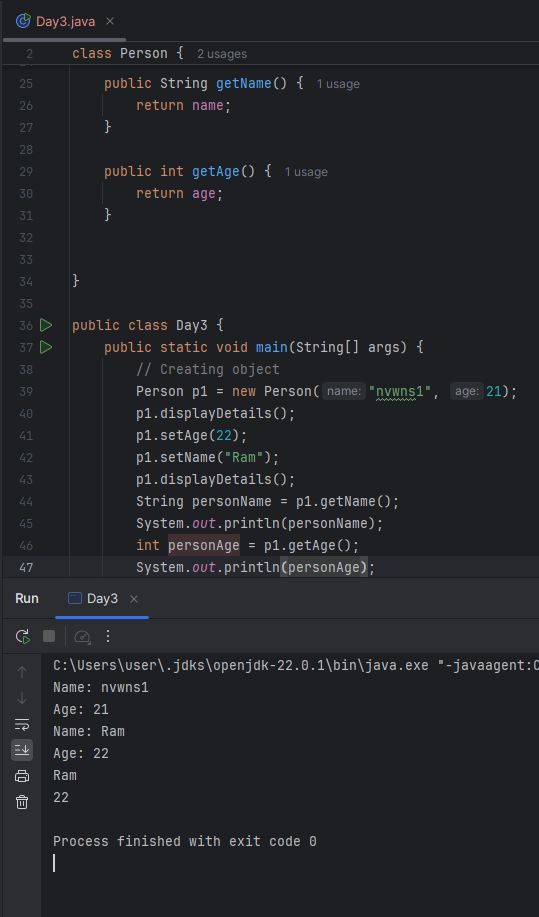 Day3.java
2 class Person { 2 usages
25 public String getName() { 1 usage
26 return name;
27 }
28
29 public int getAge() { 1 usage
30 return age;
31 }
32
33
34 }
35
36 public class Day3 {
37 public static void main(String[] args) {
38 // Creating object
39 Person p1 = new Person( name: "nvwns1", age: 21);
40 p1.displayDetails();
41 p1.setAge(22);
42 p1.setName("Ram");
43 p1.displayDetails();
44 String personName = p1.getName();
45 System.out.println(personName);
46 int personAge = p1.getAge();
47 System.out.println(personAge);
Run Day3
C:\Users\user\.jdks\openjdk-22.0.1\bin\java.exe "-javaagent:C
Name: nvwns1
Age: 21
Name: Ram
Age: 22
Ram
22
Process finished with exit code 0